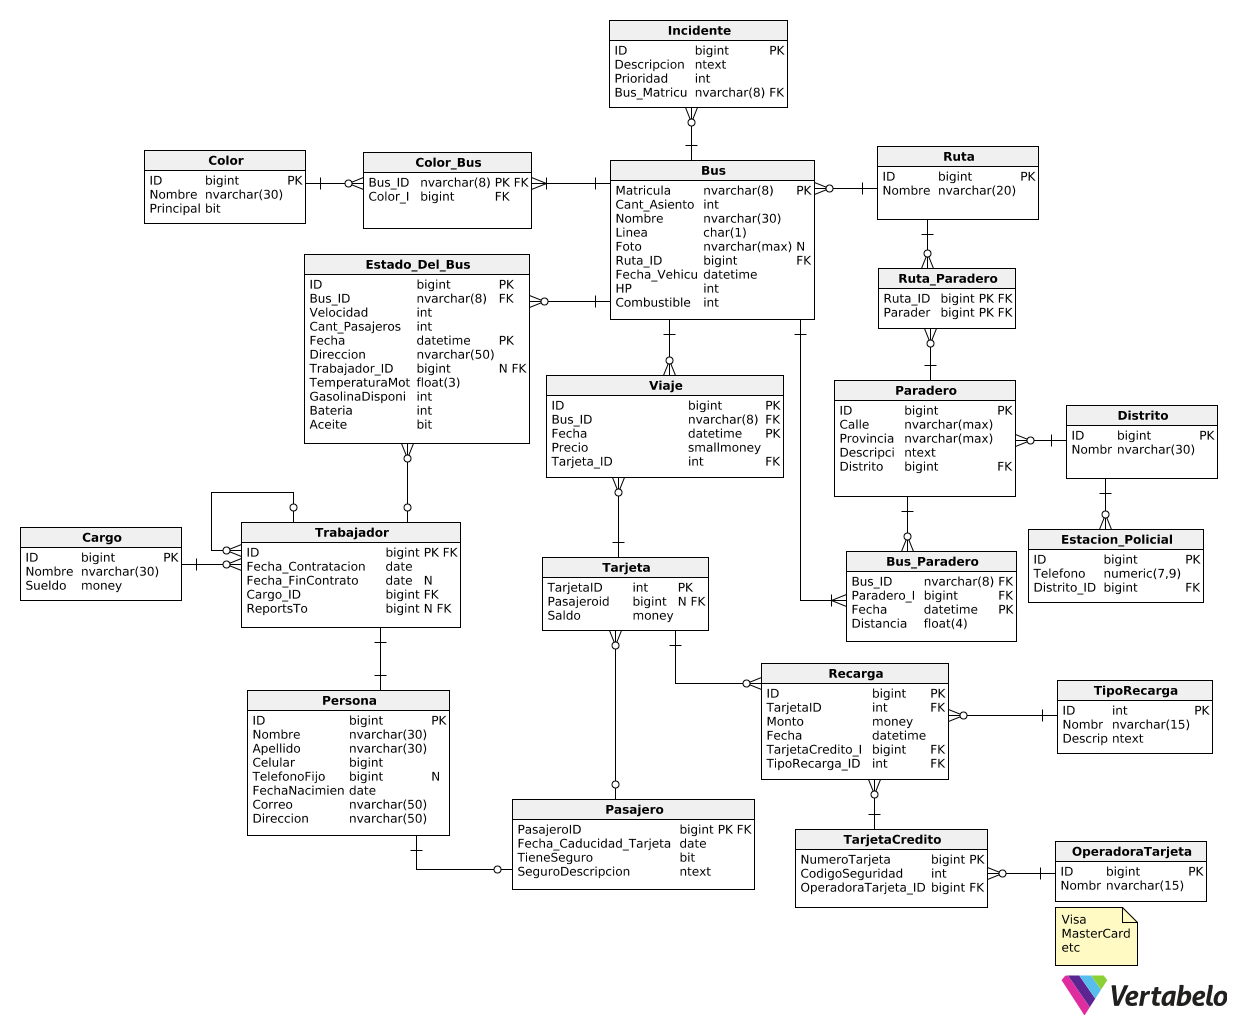 Incidente
ID bigint PK
Descripcion ntext
Prioridad int
Bus_Matricu nvarchar(8) FK
Color
ID bigint PK
Nombre nvarchar(30)
Principal bit
Color_Bus
Bus_ID nvarchar(8) PK FK
Color_I bigint FK
Bus
Matricula nvarchar(8) PK
Cant_Asiento int
Nombre nvarchar(30)
Linea char(1)
Foto nvarchar(max) N
Ruta_ID bigint FK
Fecha_Vehicu datetime
HP int
Combustible int
Ruta
ID bigint PK
Nombre nvarchar(20)
Estado_Del_Bus
ID bigint PK
Bus_ID nvarchar(8) FK
Velocidad int
Cant_Pasajeros int
Fecha datetime PK
Direccion nvarchar(50)
Trabajador_ID bigint N FK
TemperaturaMot float(3)
GasolinaDisponi int
Bateria int
Aceite bit
Ruta_Paradero
Ruta_ID bigint PK FK
Parader bigint PK FK
Viaje
ID bigint PK
Bus_ID nvarchar(8) FK
Fecha datetime PK
Precio smallmoney
Tarjeta_ID int FK
Paradero
ID bigint PK
Calle nvarchar(max)
Provincia nvarchar(max)
Descripci ntext
Distrito bigint FK
Distrito
ID bigint PK
Nombr nvarchar(30)
Cargo
ID bigint PK
Nombre nvarchar(30)
Sueldo money
Trabajador
ID bigint PK FK
Fecha_Contratacion date
Fecha_FinContrato date N
Cargo_ID bigint FK
ReportsTo bigint N FK
Tarjeta
TarjetaID int PK
Pasajeroid bigint N FK
Saldo money
Bus_Paradero
Bus_ID nvarchar(8) FK
Paradero_I bigint FK
Fecha datetime PK
Distancia float(4)
Estacion_Policial
ID bigint PK
Telefono numeric(7,9)
Distrito_ID bigint FK
Persona
ID bigint PK
Nombre nvarchar(30)
Apellido nvarchar(30)
Celular bigint
TelefonoFijo bigint N
FechaNacimien date
Correo nvarchar(50)
Direccion nvarchar(50)
Recarga
ID bigint PK
TarjetaID int FK
Monto money
Fecha datetime
TarjetaCredito_I bigint FK
TipoRecarga_ID int FK
TipoRecarga
ID int PK
Nombr nvarchar(15)
Descrip ntext
Pasajero
PasajeroID bigint PK FK
Fecha_Caducidad_Tarjeta date
TieneSeguro bit
SeguroDescripcion ntext
TarjetaCredito
NumeroTarjeta bigint PK
CodigoSeguridad int
OperadoraTarjeta_ID bigint FK
OperadoraTarjeta
ID bigint PK
Nombr nvarchar(15)
Visa
MasterCard
etc
Vertabelo